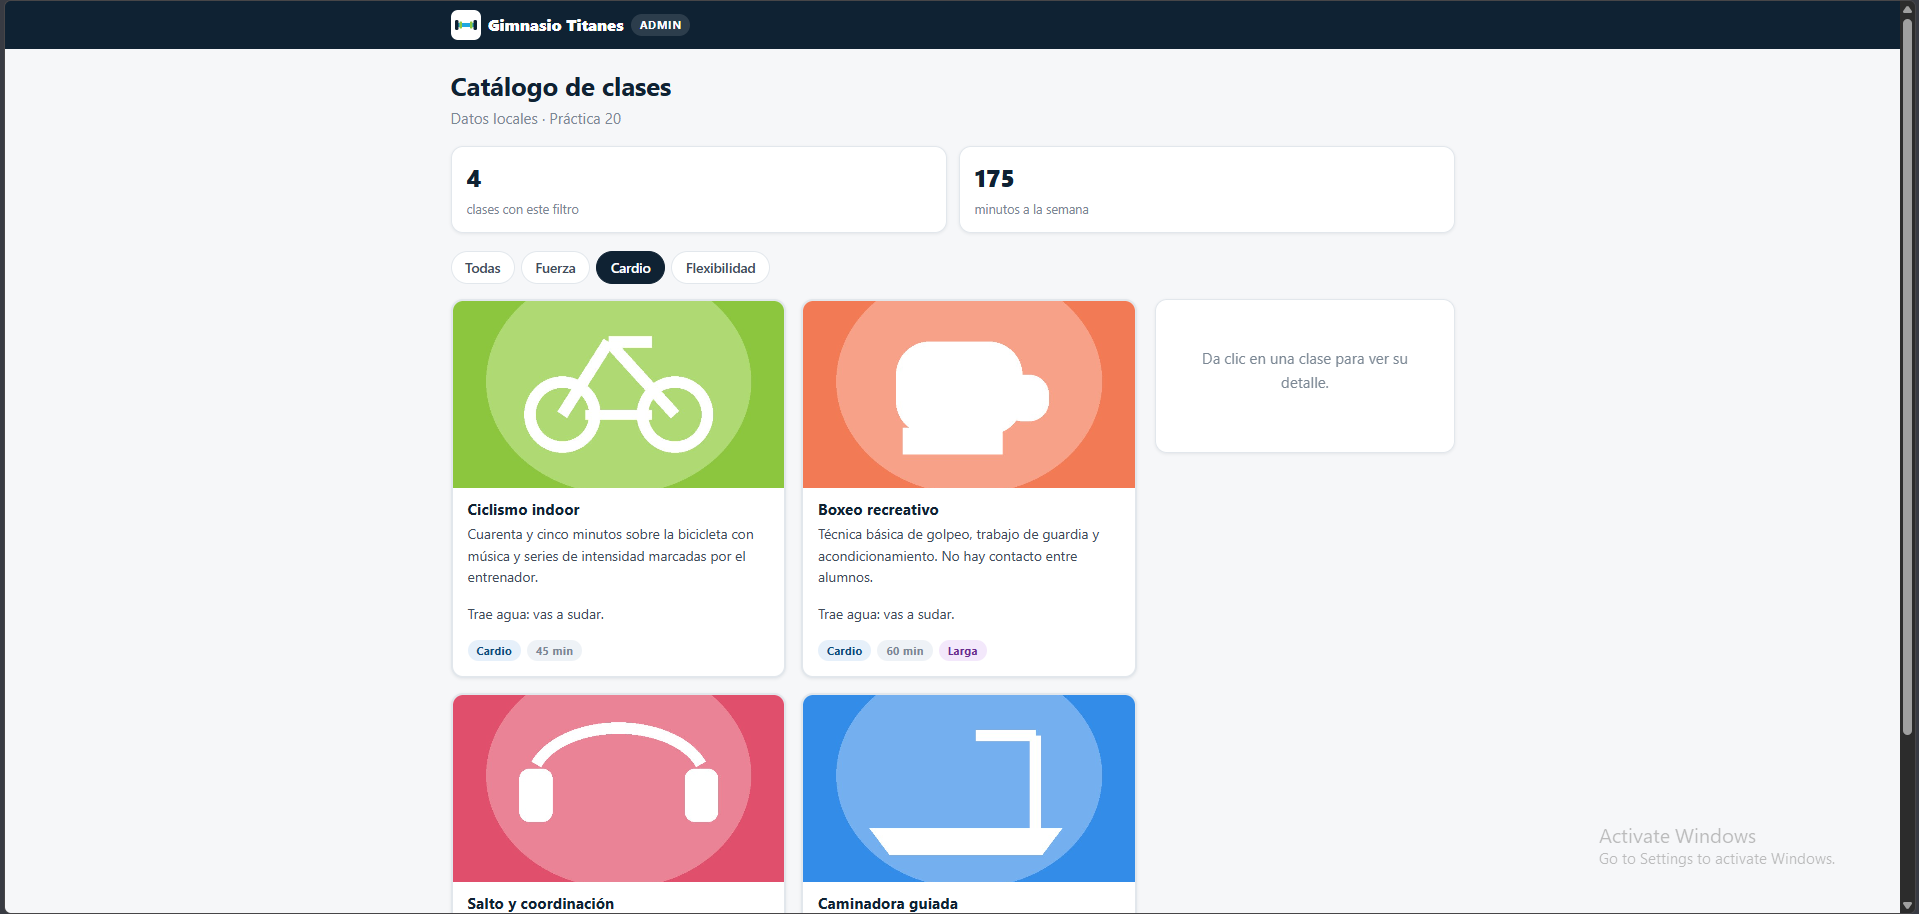 Gimnasio Titanes ADMIN
Catálogo de clases
Datos locales · Práctica 20
4
clases con este filtro
175
minutos a la semana
Todas Fuerza Cardio Flexibilidad
Ciclismo indoor
Cuarenta y cinco minutos sobre la bicicleta con
música y series de intensidad marcadas por el
entrenador.
Trae agua: vas a sudar.
Cardio 45 min
Boxeo recreativo
Técnica básica de golpeo, trabajo de guardia y
acondicionamiento. No hay contacto entre
alumnos.
Trae agua: vas a sudar.
Cardio 60 min Larga
Da clic en una clase para ver su
detalle.
Salto y coordinación
Caminadora guiada
Activate Windows
Go to Settings to activate Windows.